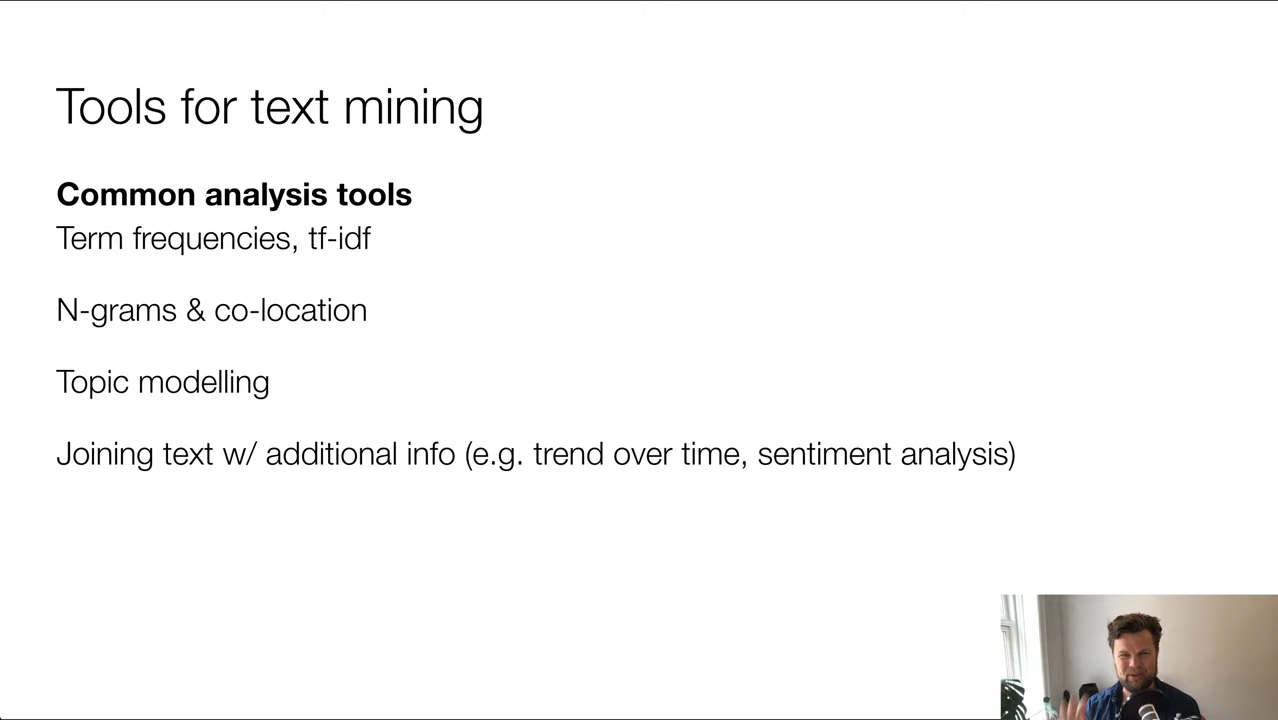 Tools for text mining
Common analysis tools
Term frequencies, tf-idf
N-grams & co-location
Topic modelling
Joining text w/ additional info (e.g. trend over time, sentiment analysis)